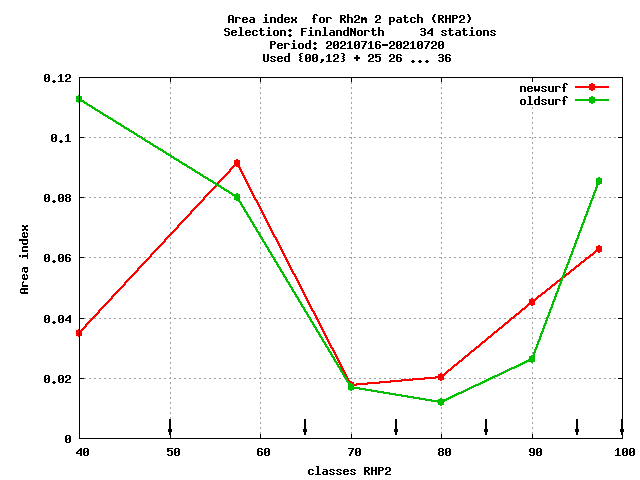 Area index  for Rh2m 2 patch (RHP2)
Selection: FinlandNorth     34 stations
Period: 20210716-20210720
Used {00,12} + 25 26 ... 36
newsurf
oldsurf
0.12
0.1
0.08
0.06
0.04
0.02
0
Area index
40 50 60 70 80 90 100
classes RHP2